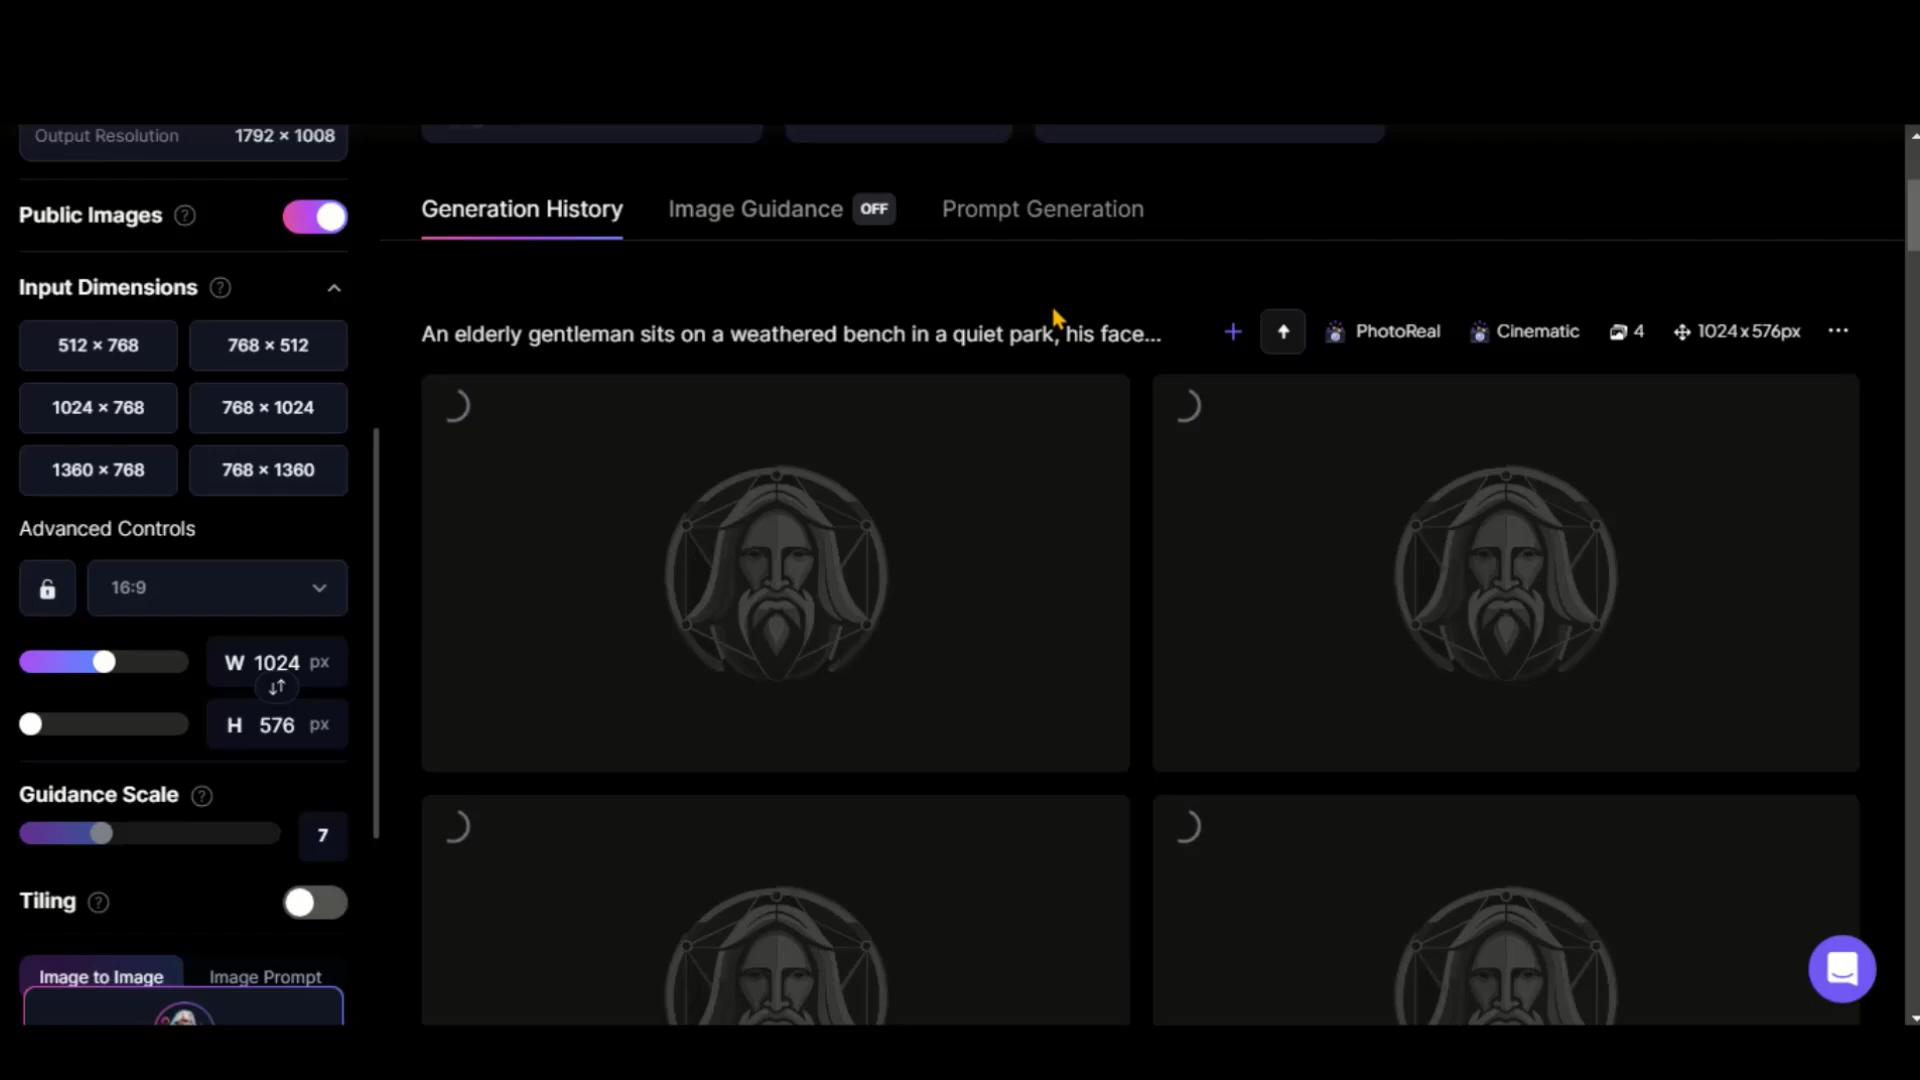 Output Resolution 1792 × 1008
Public Images ?
Input Dimensions ?
512 × 768 768 × 512
1024 × 768 768 × 1024
1360 × 768 768 × 1360
Advanced Controls
16:9
W 1024 px
H 576 px
Guidance Scale ?
7
Tiling ?
Image to Image Image Prompt
Generation History Image Guidance OFF Prompt Generation
An elderly gentleman sits on a weathered bench in a quiet park, his face... PhotoReal Cinematic 4 1024x576px ...